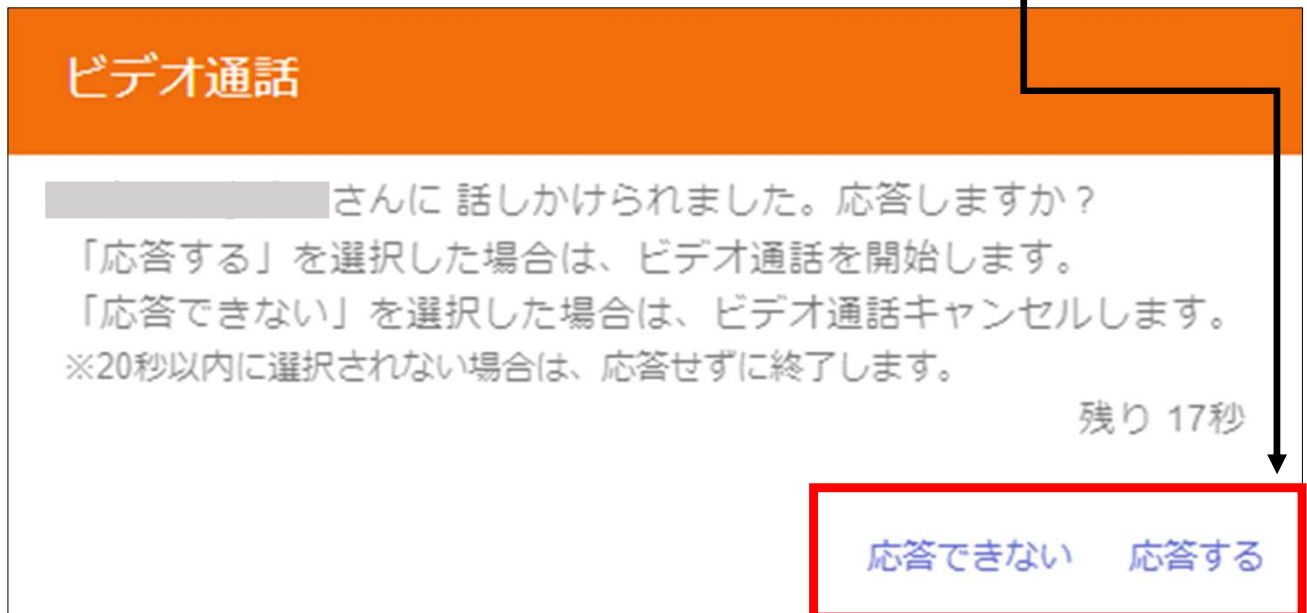 ビデオ通話
さんに 話しかけられました。応答しますか？
「応答する」を選択した場合は、ビデオ通話を開始します。
「応答できない」を選択した場合は、ビデオ通話キャンセルします。
※20秒以内に選択されない場合は、応答せずに終了します。
残り 17秒
応答できない 応答する